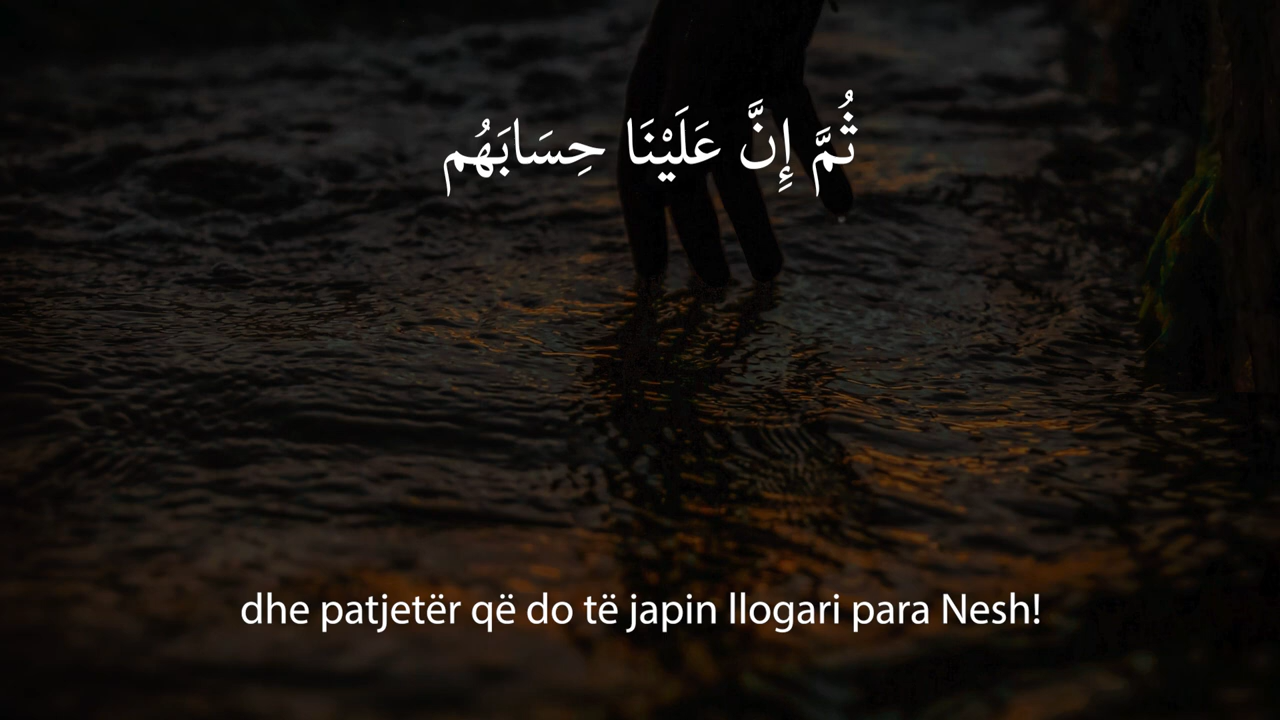 ثُمَّ إِنَّ عَلَيْنَا حِسَابَهُم
dhe patjetër që do të japin llogari para Nesh!